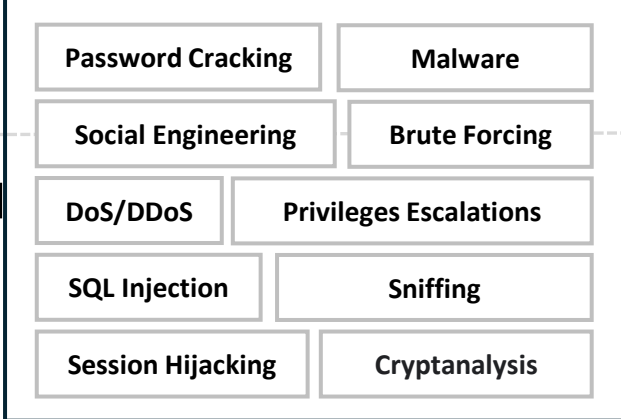 Password Cracking Malware
Social Engineering Brute Forcing
DoS/DDoS Privileges Escalations
SQL Injection Sniffing
Session Hijacking Cryptanalysis